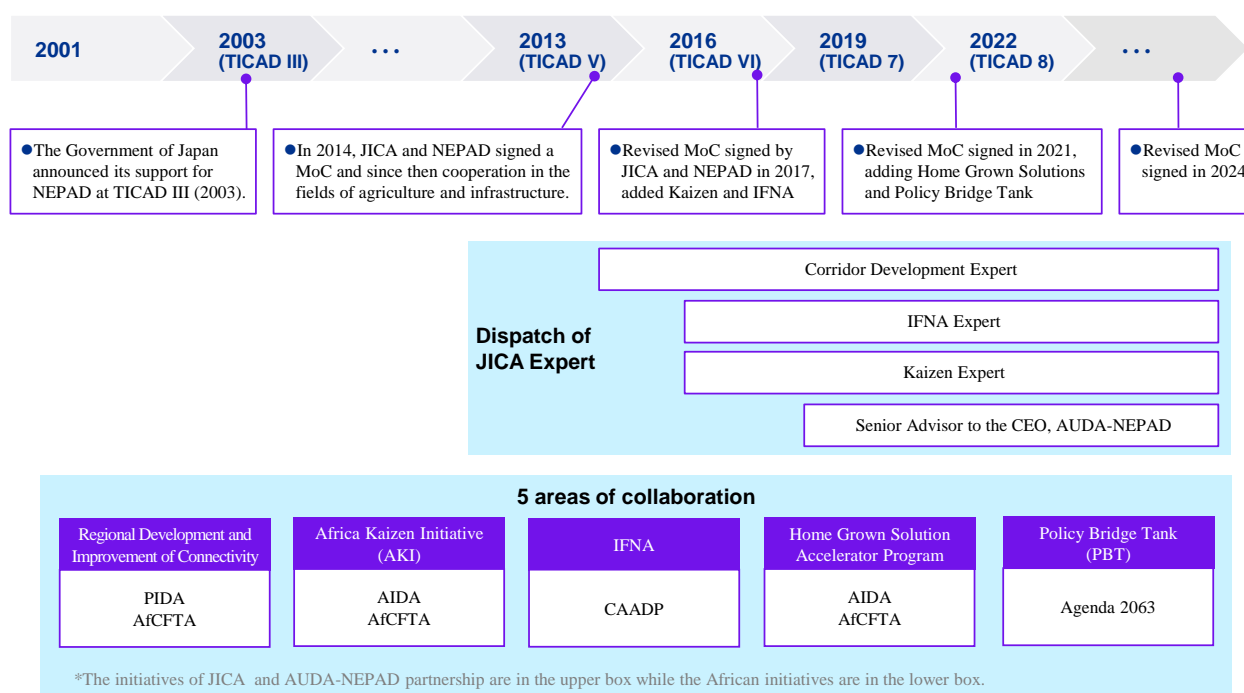 2001
2003
(TICAD III)
...
2013
(TICAD V)
2016
(TICAD VI)
2019
(TICAD 7)
2022
(TICAD 8)
...
●The Government of Japan
announced its support for
NEPAD at TICAD III (2003).
●In 2014, JICA and NEPAD signed a
MoC and since then cooperation in the
fields of agriculture and infrastructure.
●Revised MoC signed by
JICA and NEPAD in 2017,
added Kaizen and IFNA
●Revised MoC signed in 2021,
adding Home Grown Solutions
and Policy Bridge Tank
●Revised MoC
signed in 2024
Dispatch of
JICA Expert
Corridor Development Expert
IFNA Expert
Kaizen Expert
Senior Advisor to the CEO, AUDA-NEPAD
5 areas of collaboration
Regional Development and
Improvement of Connectivity
PIDA
AfCFTA
Africa Kaizen Initiative
(AKI)
AIDA
AfCFTA
IFNA
CAADP
Home Grown Solution
Accelerator Program
AIDA
AfCFTA
Policy Bridge Tank
(PBT)
Agenda 2063
*The initiatives of JICA and AUDA-NEPAD partnership are in the upper box while the African initiatives are in the lower box.